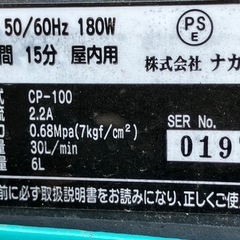 50/60Hz 180W
間 15分 屋内用
PS
E
株式会社 ナカ
式 CP-100
2.2A
0.68Mpa(7kgf/cm²)
30L/min
6L
SER No.
019
前に必ず取扱説明書をお読みになり、正しくご使